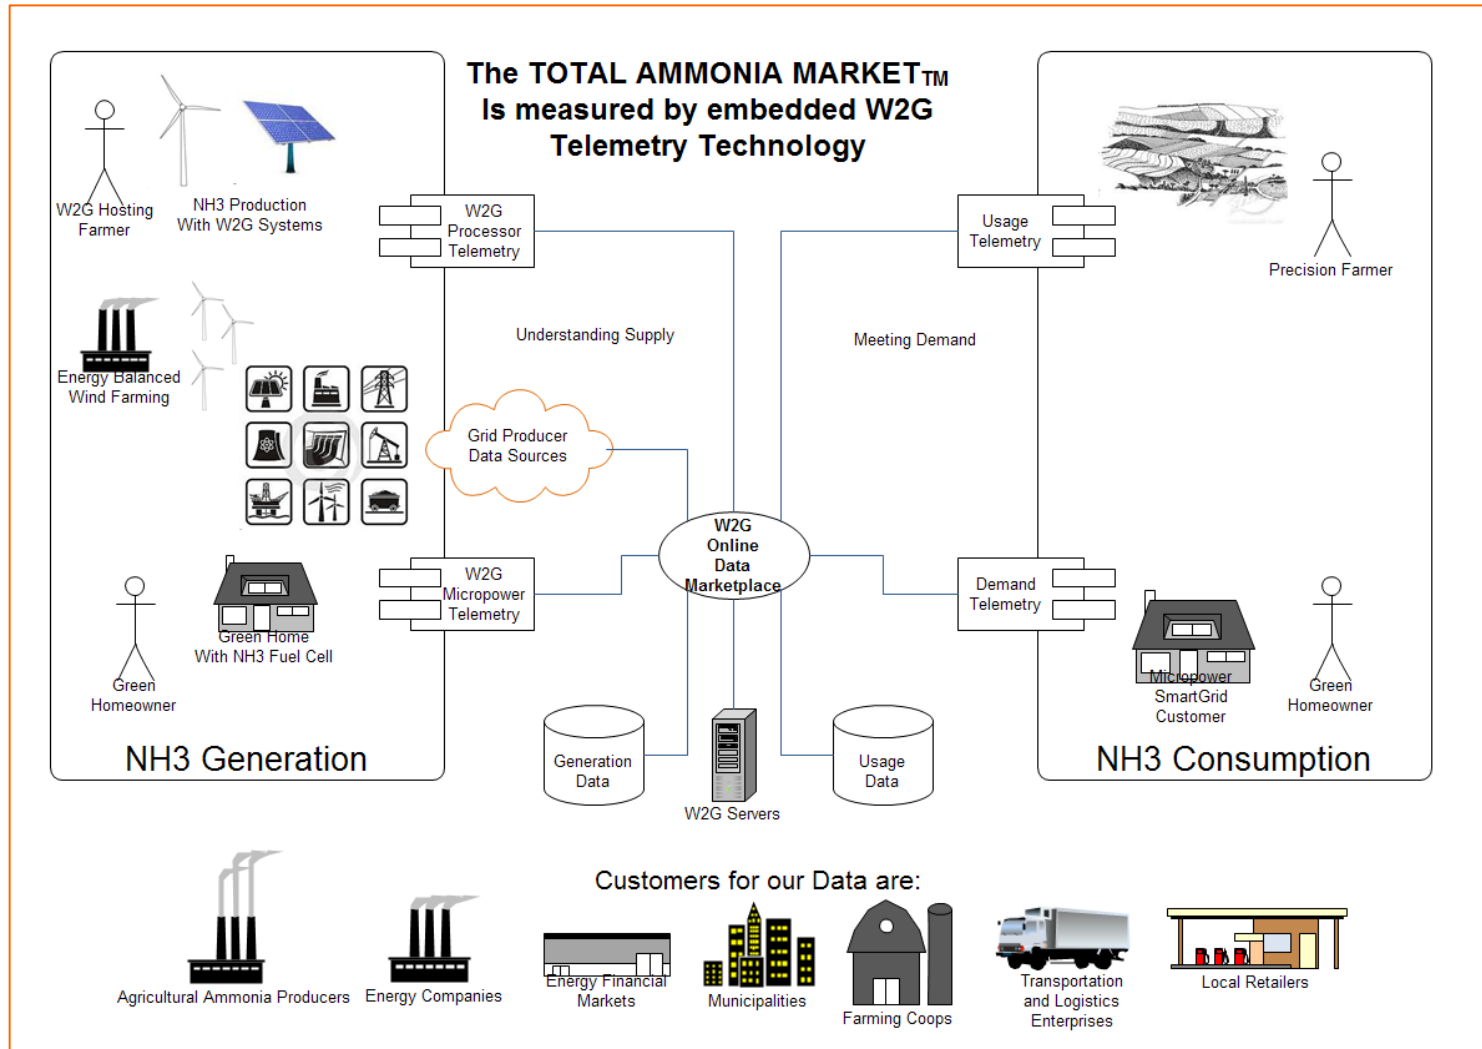 The TOTAL AMMONIA MARKET™
Is measured by embedded W2G
Telemetry Technology
W2G Hosting
Farmer
NH3 Production
With W2G Systems
W2G
Processor
Telemetry
Usage
Telemetry
Precision Farmer
Understanding Supply
Meeting Demand
Energy Balanced
Wind Farming
Grid Producer
Data Sources
W2G
Online
Data
Marketplace
W2G
Micropower
Telemetry
Demand
Telemetry
Green Home
With NH3 Fuel Cell
Green
Homeowner
Micropower
SmartGrid
Customer
Green
Homeowner
NH3 Generation
Generation
Data
W2G Servers
Usage
Data
NH3 Consumption
Customers for our Data are:
Agricultural Ammonia Producers
Energy Companies
Energy Financial
Markets
Municipalities
Farming Coops
Transportation
and Logistics
Enterprises
Local Retailers